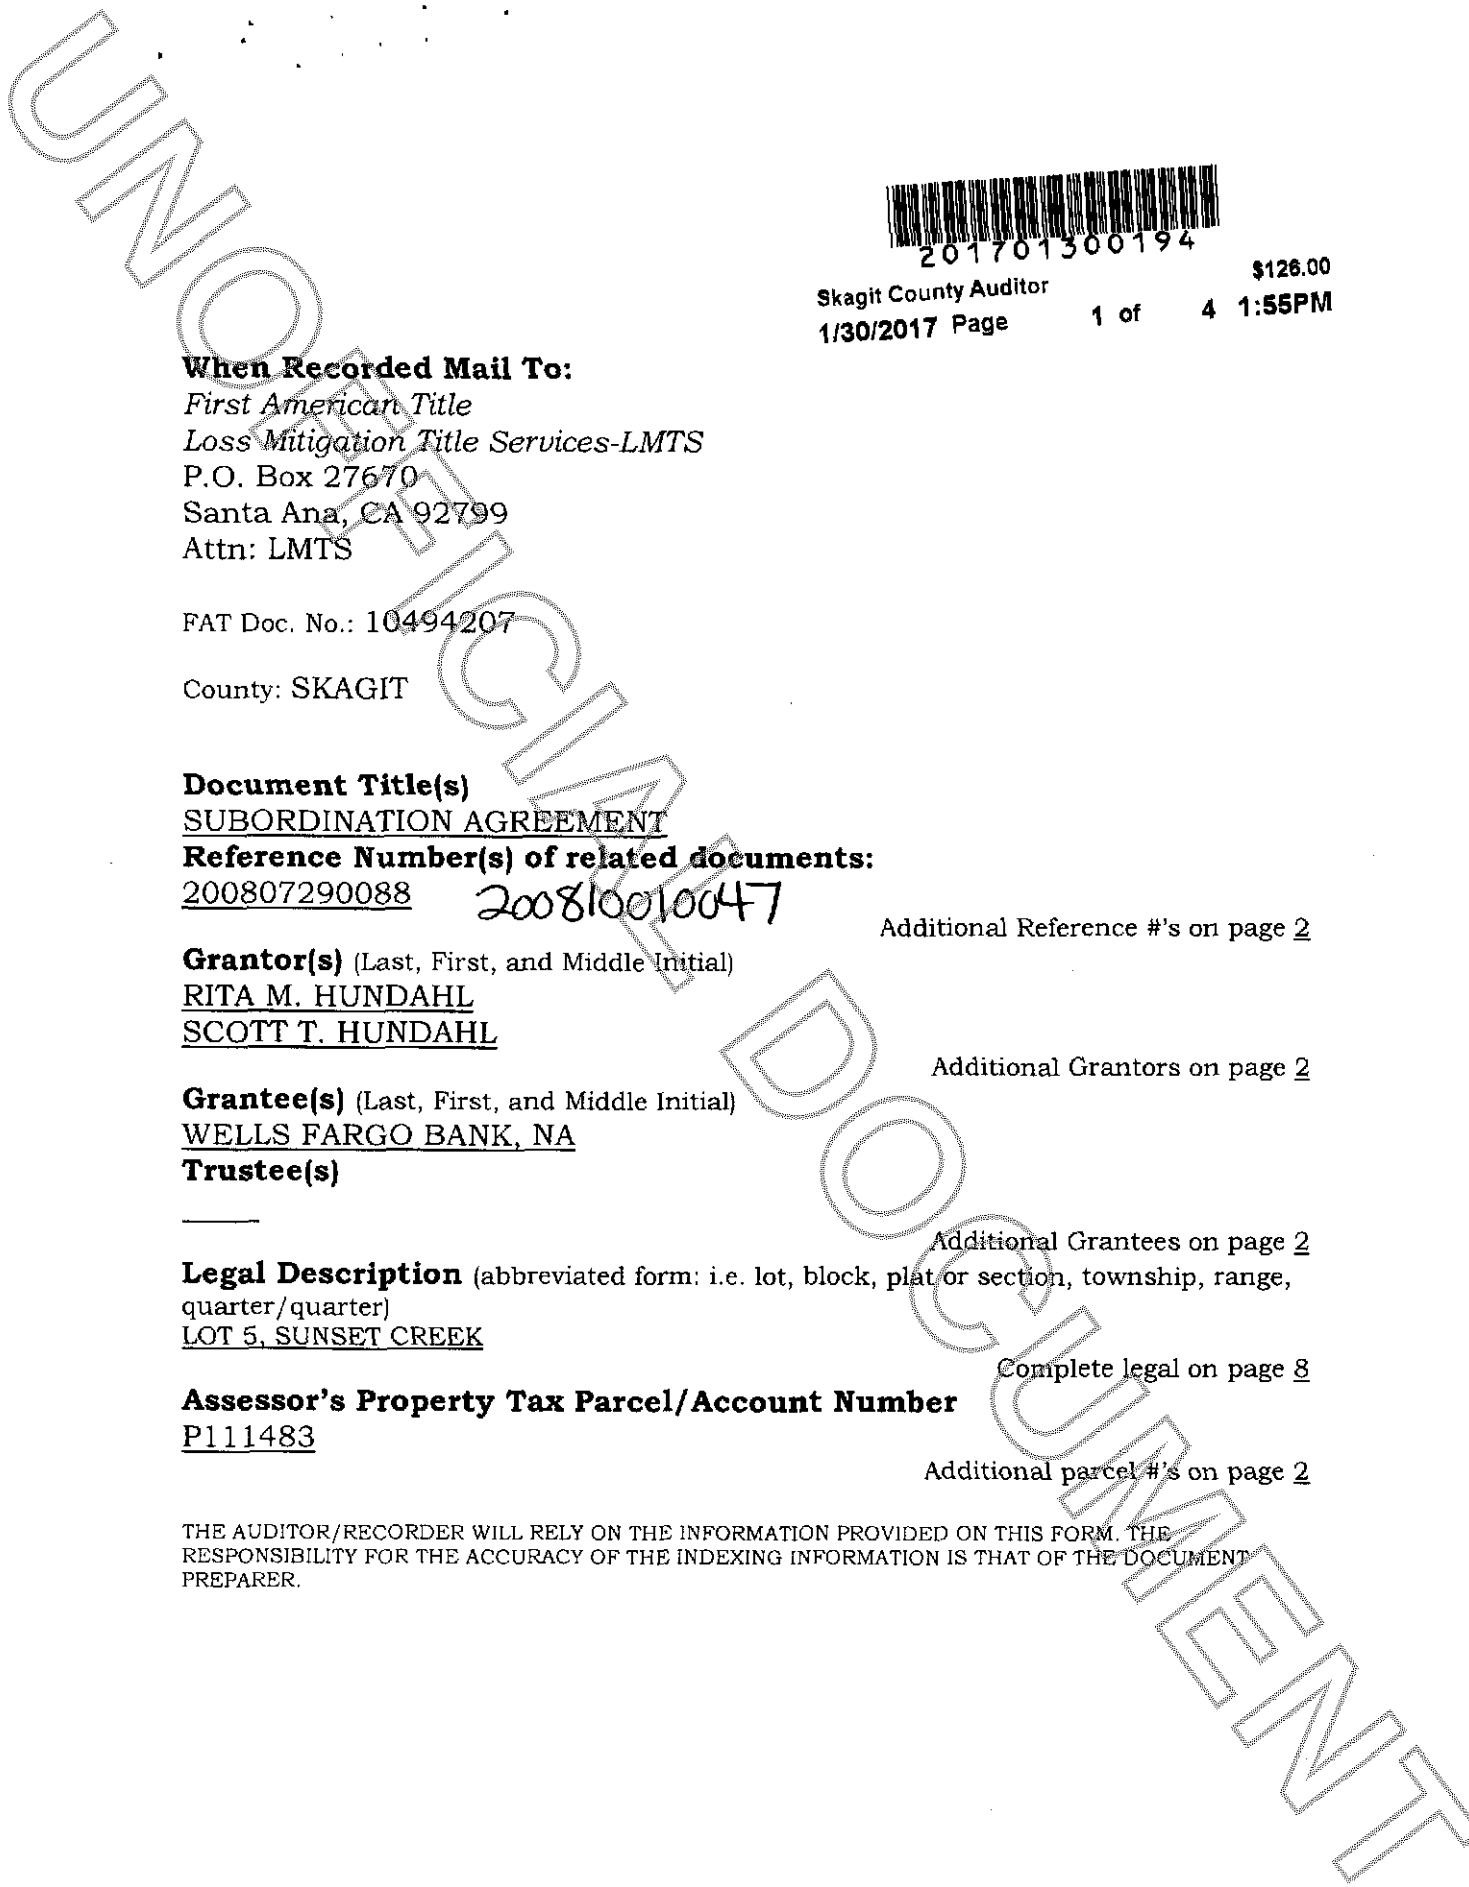 201701300194
Skagit County Auditor $126.00
1/30/2017 Page 1 of 4 1:55PM
When Recorded Mail To:
First American Title
Loss Mitigation Title Services-LMTS
P.O. Box 27670
Santa Ana, CA 92799
Attn: LMTS
FAT Doc. No.: 10494207
County: SKAGIT
Document Title(s)
SUBORDINATION AGREEMENT
Reference Number(s) of related documents:
200807290088 200810010047
Additional Reference #'s on page 2
Grantor(s) (Last, First, and Middle Initial)
RITA M. HUNDAHL
SCOTT T. HUNDAHL
Additional Grantors on page 2
Grantee(s) (Last, First, and Middle Initial)
WELLS FARGO BANK, NA
Trustee(s)
Additional Grantees on page 2
Legal Description (abbreviated form: i.e. lot, block, plat or section, township, range,
quarter/quarter)
LOT 5, SUNSET CREEK
Complete legal on page 8
Assessor's Property Tax Parcel/Account Number
P111483
Additional parcel #'s on page 2
THE AUDITOR/RECORDER WILL RELY ON THE INFORMATION PROVIDED ON THIS FORM. THE
RESPONSIBILITY FOR THE ACCURACY OF THE INDEXING INFORMATION IS THAT OF THE DOCUMENT
PREPARER.
UNOFFICIAL DOCUMENT